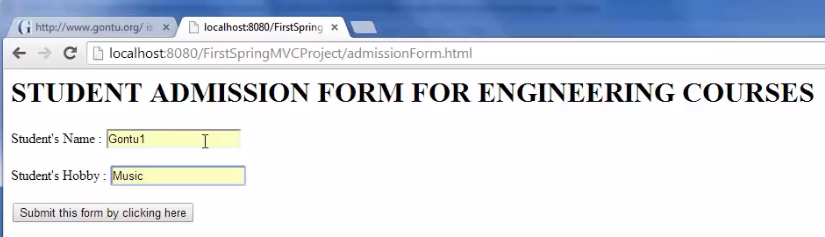 http://www.gontu.org/ is
localhost:8080/FirstSpring
localhost:8080/FirstSpringMVCProject/admissionForm.html
STUDENT ADMISSION FORM FOR ENGINEERING COURSES
Student's Name : Gontu1
Student's Hobby : Music
Submit this form by clicking here